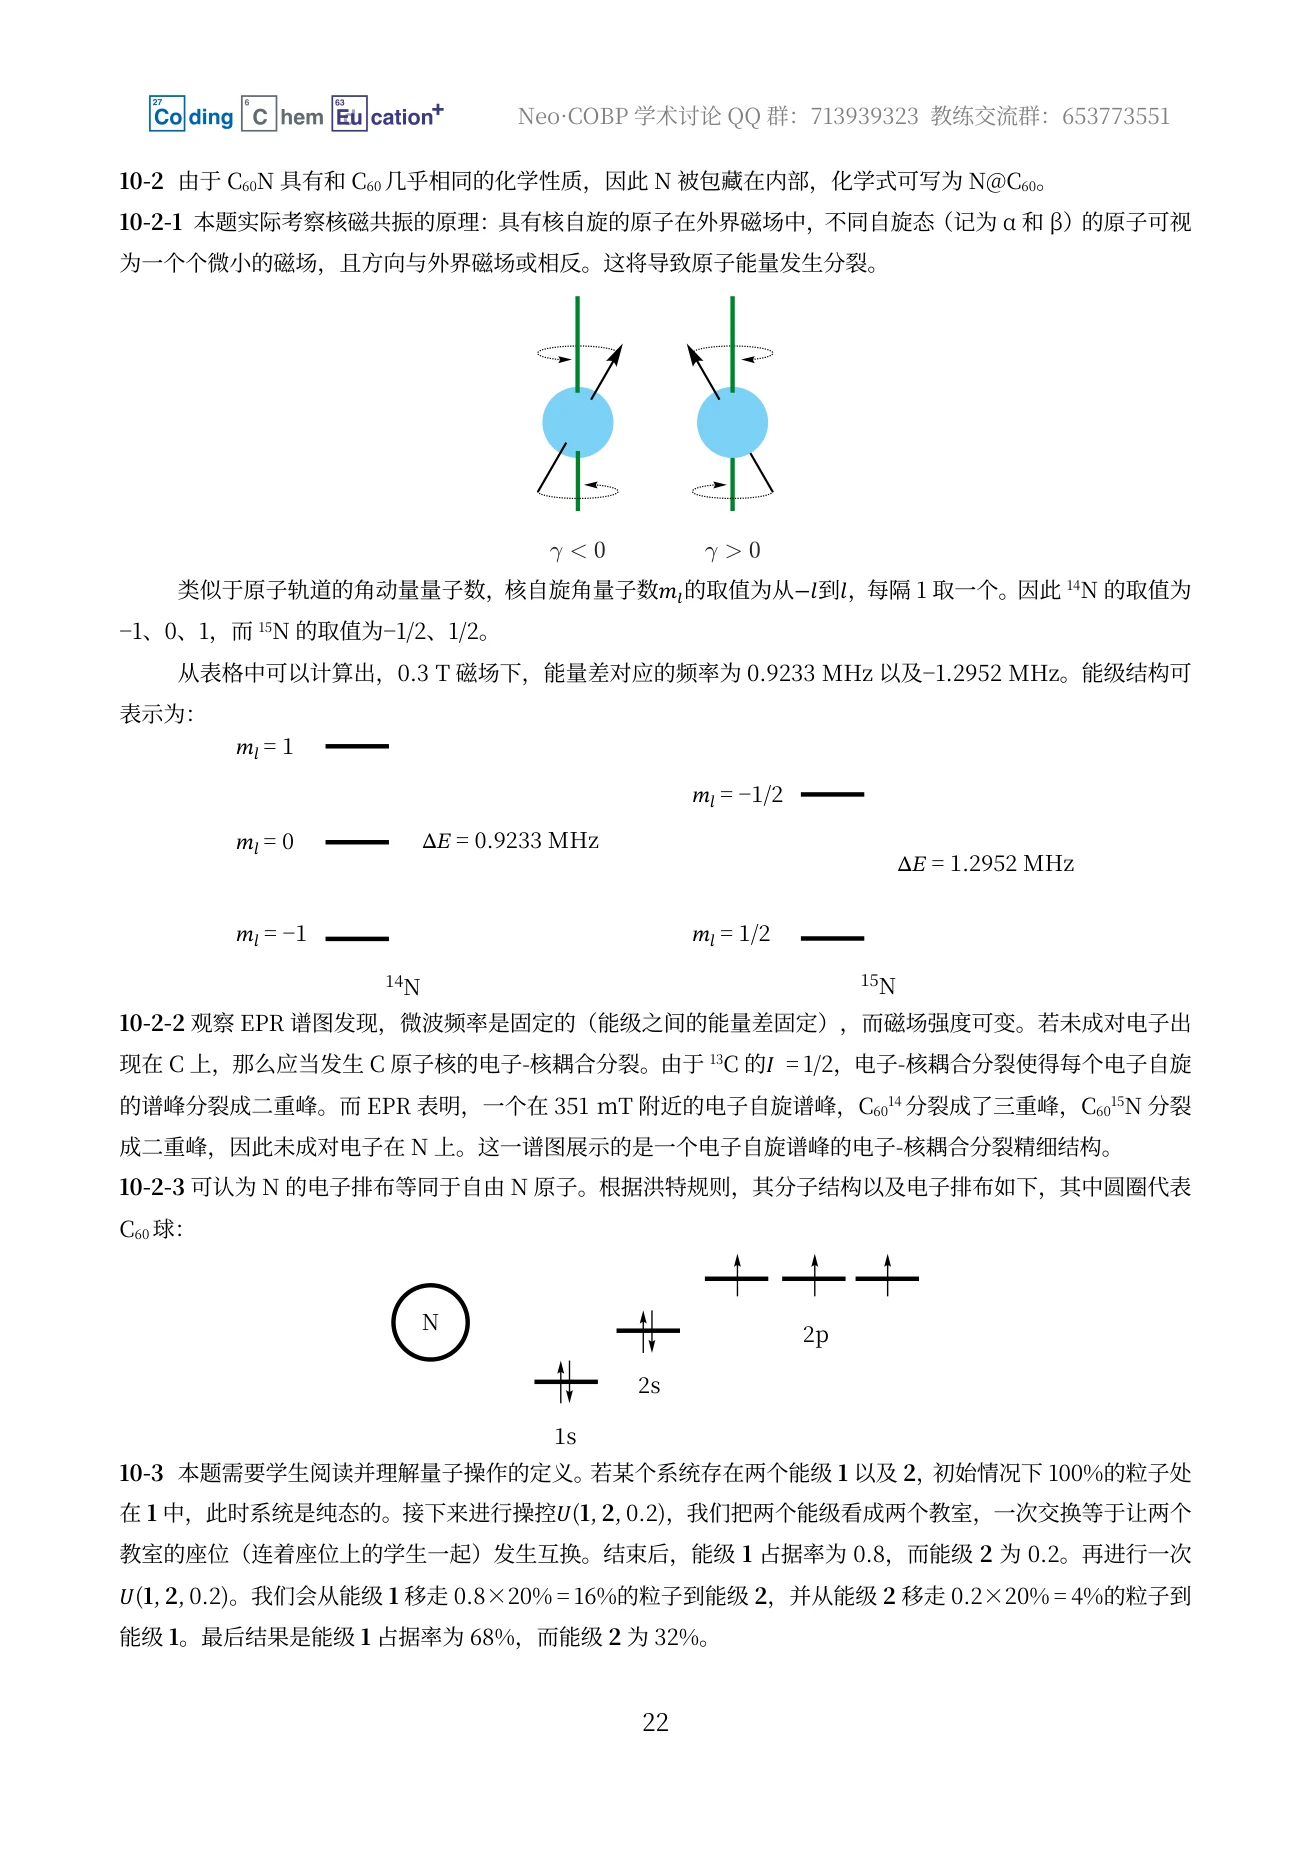 27 Co ding 6 C hem 63 Eu cation+ Neo·COBP 学术讨论 QQ 群：713939323 教练交流群：653773551
10-2 由于 C₆₀N 具有和 C₆₀ 几乎相同的化学性质，因此 N 被包藏在内部，化学式可写为 N@C₆₀。
10-2-1 本题实际考察核磁共振的原理：具有核自旋的原子在外界磁场中，不同自旋态（记为 α 和 β）的原子可视
为一个个微小的磁场，且方向与外界磁场或相反。这将导致原子能量发生分裂。
γ < 0 γ > 0
类似于原子轨道的角动量量子数，核自旋角量子数mₗ的取值为从−l到l，每隔 1 取一个。因此 ¹⁴N 的取值为
−1、0、1，而 ¹⁵N 的取值为−1/2、1/2。
从表格中可以计算出，0.3 T 磁场下，能量差对应的频率为 0.9233 MHz 以及−1.2952 MHz。能级结构可
表示为：
mₗ = 1
mₗ = −1/2
mₗ = 0 ΔE = 0.9233 MHz
ΔE = 1.2952 MHz
mₗ = −1 mₗ = 1/2
¹⁴N ¹⁵N
10-2-2 观察 EPR 谱图发现，微波频率是固定的（能级之间的能量差固定），而磁场强度可变。若未成对电子出
现在 C 上，那么应当发生 C 原子核的电子-核耦合分裂。由于 ¹³C 的I = 1/2，电子-核耦合分裂使得每个电子自旋
的谱峰分裂成二重峰。而 EPR 表明，一个在 351 mT 附近的电子自旋谱峰，C₆₀¹⁴ 分裂成了三重峰，C₆₀¹⁵N 分裂
成二重峰，因此未成对电子在 N 上。这一谱图展示的是一个电子自旋谱峰的电子-核耦合分裂精细结构。
10-2-3 可认为 N 的电子排布等同于自由 N 原子。根据洪特规则，其分子结构以及电子排布如下，其中圆圈代表
C₆₀ 球：
N
2p
2s
1s
10-3 本题需要学生阅读并理解量子操作的定义。若某个系统存在两个能级 1 以及 2，初始情况下 100%的粒子处
在 1 中，此时系统是纯态的。接下来进行操控U(1, 2, 0.2)，我们把两个能级看成两个教室，一次交换等于让两个
教室的座位（连着座位上的学生一起）发生互换。结束后，能级 1 占据率为 0.8，而能级 2 为 0.2。再进行一次
U(1, 2, 0.2)。我们会从能级 1 移走 0.8×20% = 16%的粒子到能级 2，并从能级 2 移走 0.2×20% = 4%的粒子到
能级 1。最后结果是能级 1 占据率为 68%，而能级 2 为 32%。
22